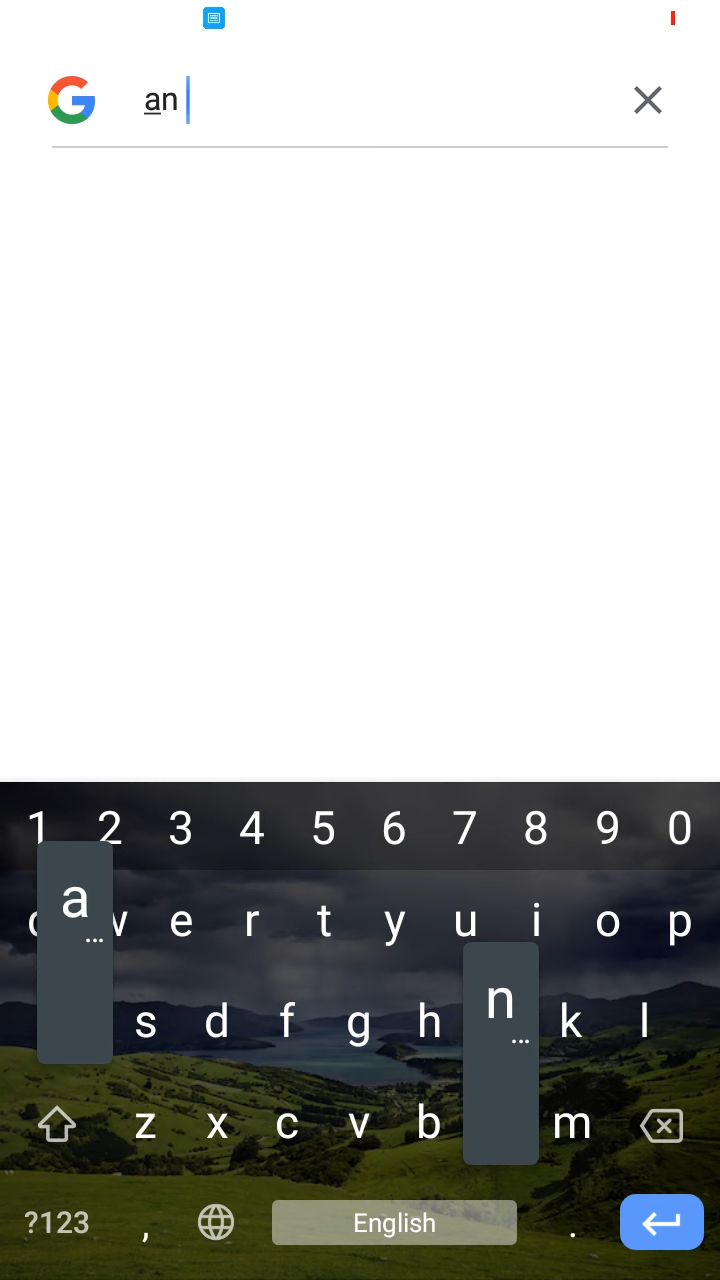 an
1 2 3 4 5 6 7 8 9 0
a w e r t y u i o p
s d f g h n k l
z x c v b m
?123 , English .